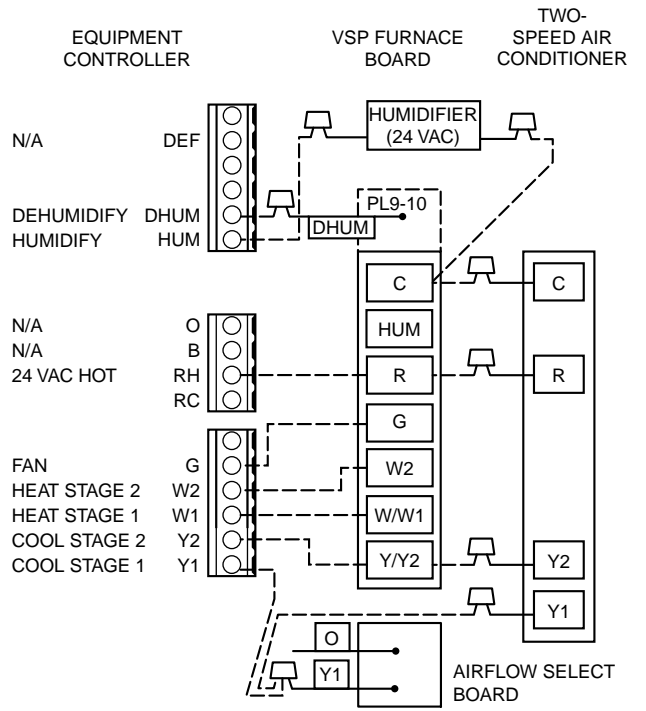 EQUIPMENT
CONTROLLER
VSP FURNACE
BOARD
TWO-
SPEED AIR
CONDITIONER
HUMIDIFIER
(24 VAC)
N/A DEF
PL9-10
DEHUMIDIFY DHUM
DHUM
HUMIDIFY HUM
C C
HUM
N/A O
N/A B
24 VAC HOT RH R R
RC
G
FAN G
W2
HEAT STAGE 2 W2
HEAT STAGE 1 W1 W/W1
COOL STAGE 2 Y2
COOL STAGE 1 Y1 Y/Y2 Y2
Y1
O
Y1
AIRFLOW SELECT
BOARD